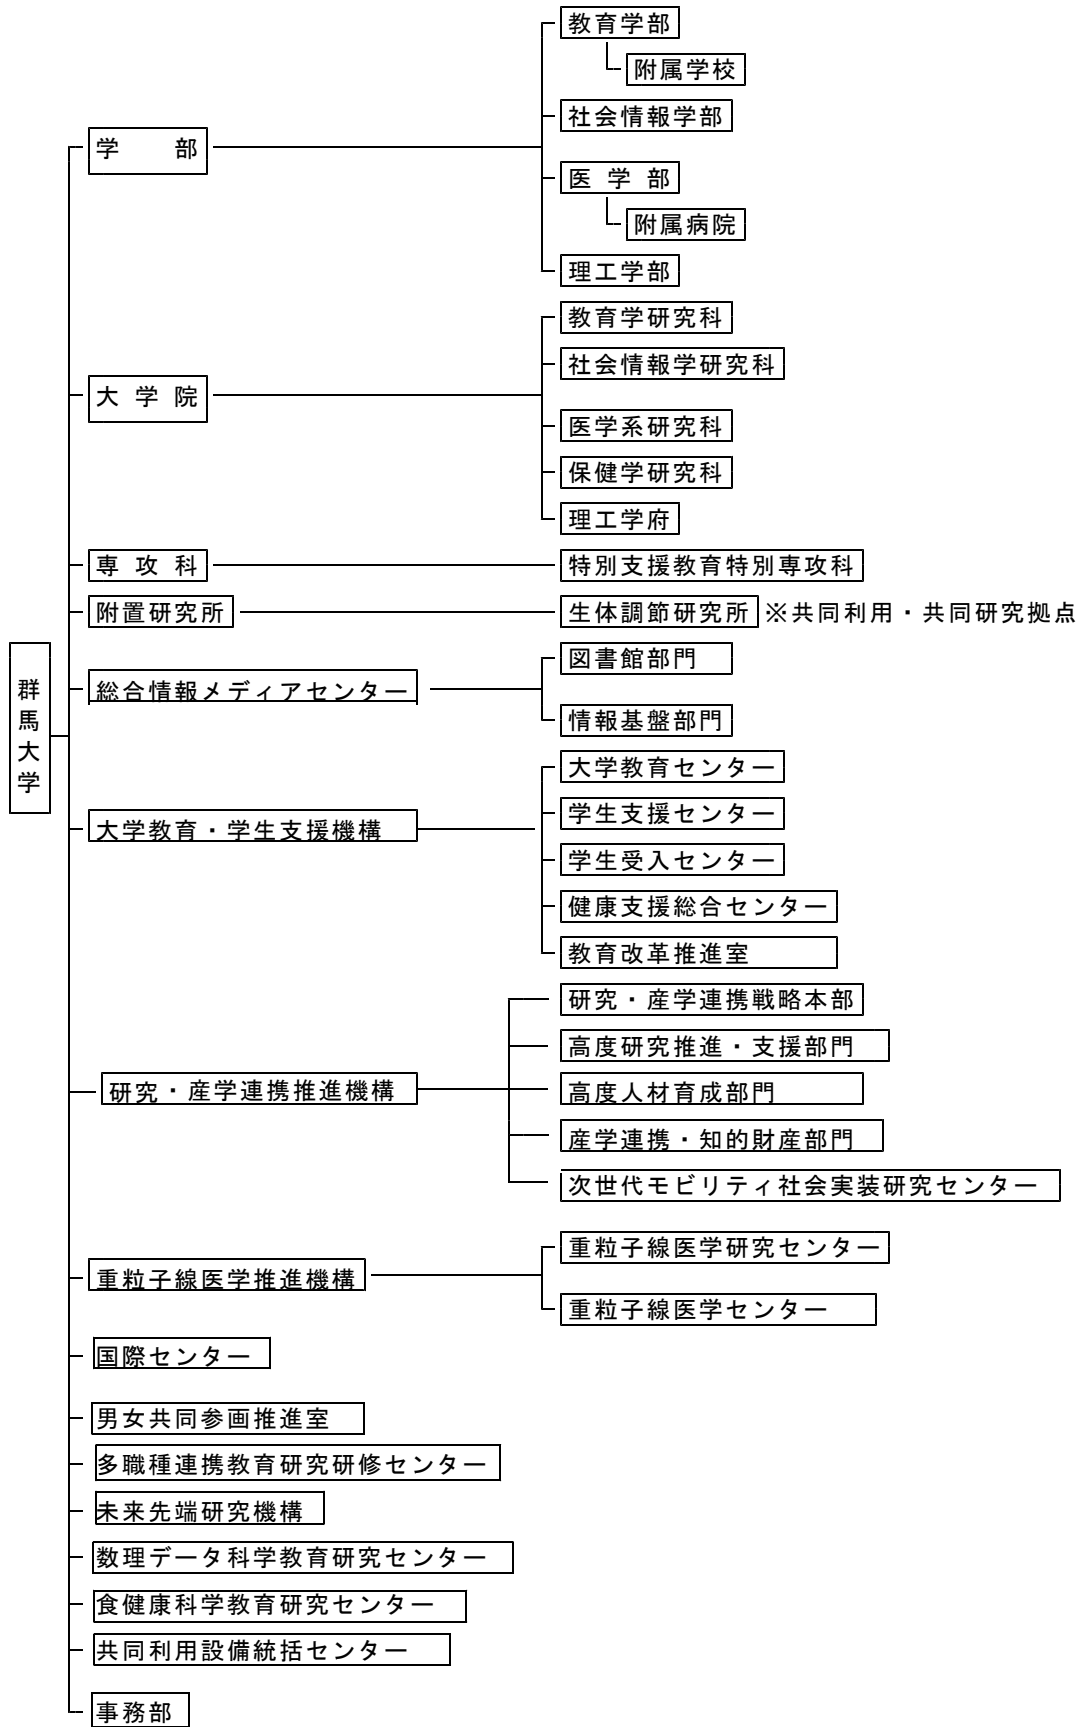 群馬大学
学　　部
教育学部
附属学校
社会情報学部
医 学 部
附属病院
理工学部
大 学 院
教育学研究科
社会情報学研究科
医学系研究科
保健学研究科
理工学府
専 攻 科
特別支援教育特別専攻科
附置研究所
生体調節研究所 ※共同利用・共同研究拠点
総合情報メディアセンター
図書館部門
情報基盤部門
大学教育・学生支援機構
大学教育センター
学生支援センター
学生受入センター
健康支援総合センター
教育改革推進室
研究・産学連携推進機構
研究・産学連携戦略本部
高度研究推進・支援部門
高度人材育成部門
産学連携・知的財産部門
次世代モビリティ社会実装研究センター
重粒子線医学推進機構
重粒子線医学研究センター
重粒子線医学センター
国際センター
男女共同参画推進室
多職種連携教育研究研修センター
未来先端研究機構
数理データ科学教育研究センター
食健康科学教育研究センター
共同利用設備統括センター
事務部